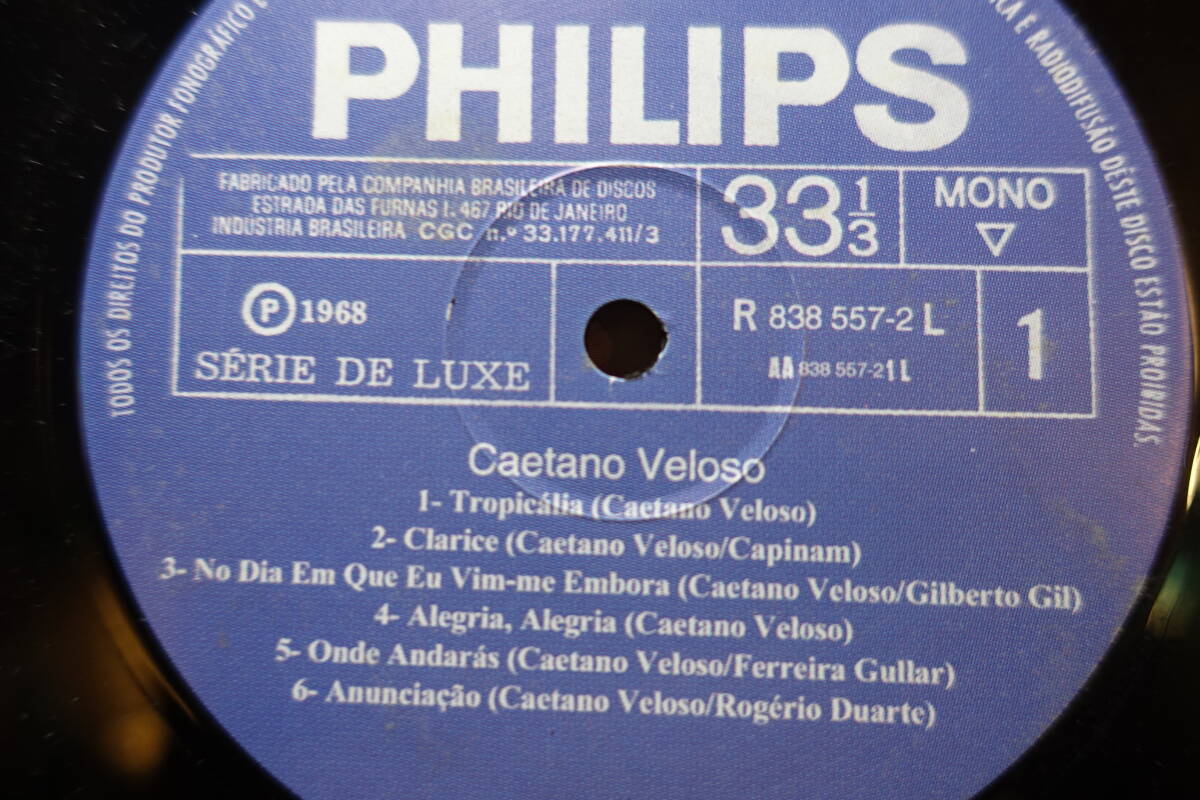 TODOS OS DIREITOS DO PRODUTOR FONOGRÁFICO E
CA E RADIODIFUSÃO DÊSTE DISCO ESTÃO PROIBIDAS.
PHILIPS
FABRICADO PELA COMPANHIA BRASILEIRA DE DISCOS
ESTRADA DAS FURNAS I. 467 RIO DE JANEIRO
INDUSTRIA BRASILEIRA CGC n.º 33.177.411/3
33 1/3
MONO
℗ 1968
SÉRIE DE LUXE
R 838 557-2 L
AA 838 557-21 L
1
Caetano Veloso
1- Tropicália (Caetano Veloso)
2- Clarice (Caetano Veloso/Capinam)
3- No Dia Em Que Eu Vim-me Embora (Caetano Veloso/Gilberto Gil)
4- Alegria, Alegria (Caetano Veloso)
5- Onde Andarás (Caetano Veloso/Ferreira Gullar)
6- Anunciação (Caetano Veloso/Rogério Duarte)